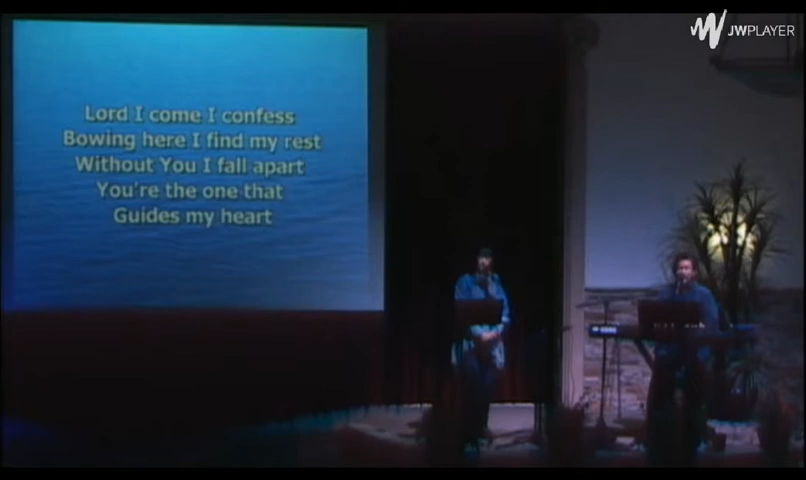 JWPLAYER
Lord I come I confess
Bowing here I find my rest
Without You I fall apart
You're the one that
Guides my heart
KORG